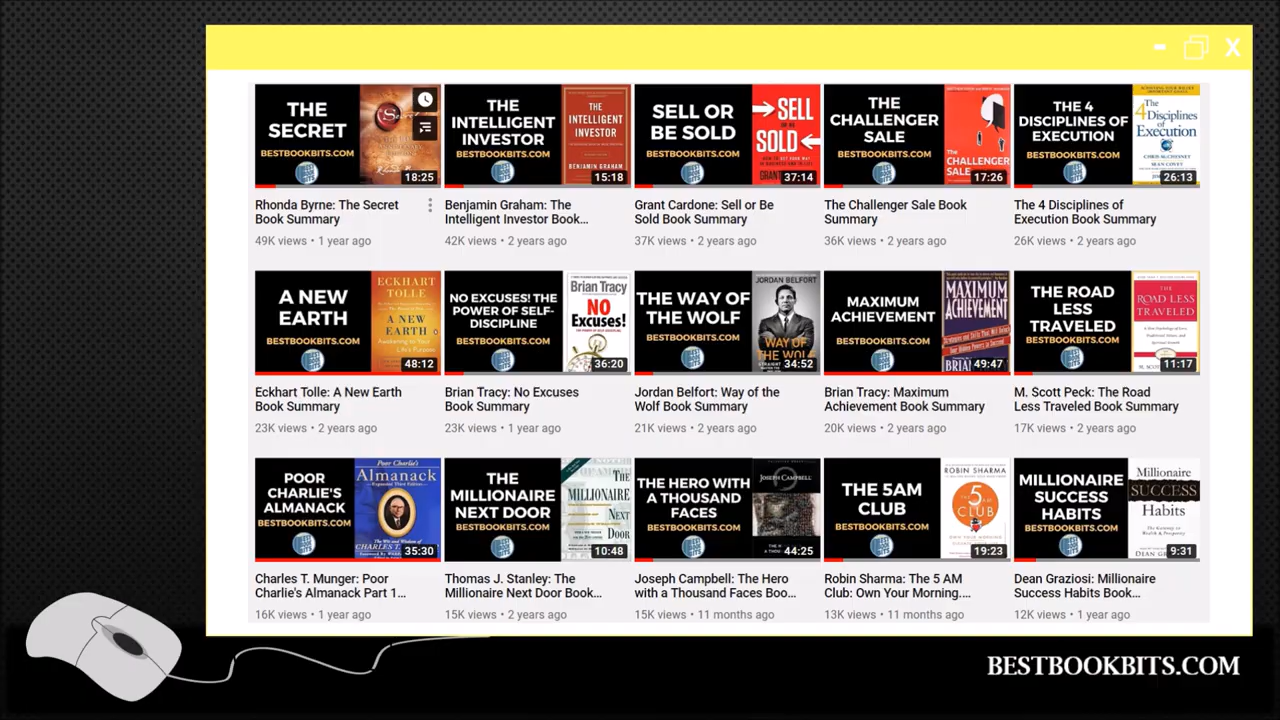 X
THE
SECRET
BESTBOOKBITS.COM
18:25
THE
INTELLIGENT
INVESTOR
BESTBOOKBITS.COM
THE
INTELLIGENT
INVESTOR
BENJAMIN GRAHAM
15:18
SELL OR
BE SOLD
BESTBOOKBITS.COM
SELL
SOLD
37:14
THE
CHALLENGER
SALE
BESTBOOKBITS.COM
THE
CHALLENGER
SALE
17:26
THE 4
DISCIPLINES OF
EXECUTION
BESTBOOKBITS.COM
The
4 Disciplines
of Execution
CHRIS McCHESNEY
SEAN COVEY
26:13
Rhonda Byrne: The Secret
Book Summary
49K views • 1 year ago
Benjamin Graham: The
Intelligent Investor Book...
42K views • 2 years ago
Grant Cardone: Sell or Be
Sold Book Summary
37K views • 2 years ago
The Challenger Sale Book
Summary
36K views • 2 years ago
The 4 Disciplines of
Execution Book Summary
26K views • 2 years ago
A NEW
EARTH
BESTBOOKBITS.COM
ECKHART
TOLLE
A NEW
EARTH
48:12
NO EXCUSES! THE
POWER OF SELF-
DISCIPLINE
BESTBOOKBITS.COM
Brian Tracy
NO
Excuses!
36:20
THE WAY OF
THE WOLF
BESTBOOKBITS.COM
JORDAN BELFORT
WAY OF
THE WOLF
34:52
MAXIMUM
ACHIEVEMENT
BESTBOOKBITS.COM
MAXIMUM
ACHIEVEMENT
49:47
THE ROAD
LESS
TRAVELED
BESTBOOKBITS.COM
THE
ROAD
LESS
TRAVELED
11:17
Eckhart Tolle: A New Earth
Book Summary
23K views • 2 years ago
Brian Tracy: No Excuses
Book Summary
23K views • 1 year ago
Jordan Belfort: Way of the
Wolf Book Summary
21K views • 2 years ago
Brian Tracy: Maximum
Achievement Book Summary
20K views • 2 years ago
M. Scott Peck: The Road
Less Traveled Book Summary
17K views • 2 years ago
POOR
CHARLIE'S
ALMANACK
BESTBOOKBITS.COM
Poor Charlie's
Almanack
35:30
THE
MILLIONAIRE
NEXT DOOR
BESTBOOKBITS.COM
The
MILLIONAIRE
NEXT
DOOR
10:48
THE HERO WITH
A THOUSAND
FACES
BESTBOOKBITS.COM
JOSEPH CAMPBELL
44:25
THE 5AM
CLUB
BESTBOOKBITS.COM
ROBIN SHARMA
THE
5 AM
CLUB
19:23
MILLIONAIRE
SUCCESS
HABITS
BESTBOOKBITS.COM
Millionaire
SUCCESS
Habits
9:31
Charles T. Munger: Poor
Charlie's Almanack Part 1...
16K views • 1 year ago
Thomas J. Stanley: The
Millionaire Next Door Book...
15K views • 2 years ago
Joseph Campbell: The Hero
with a Thousand Faces Boo...
15K views • 11 months ago
Robin Sharma: The 5 AM
Club: Own Your Morning....
13K views • 11 months ago
Dean Graziosi: Millionaire
Success Habits Book...
12K views • 1 year ago
BESTBOOKBITS.COM